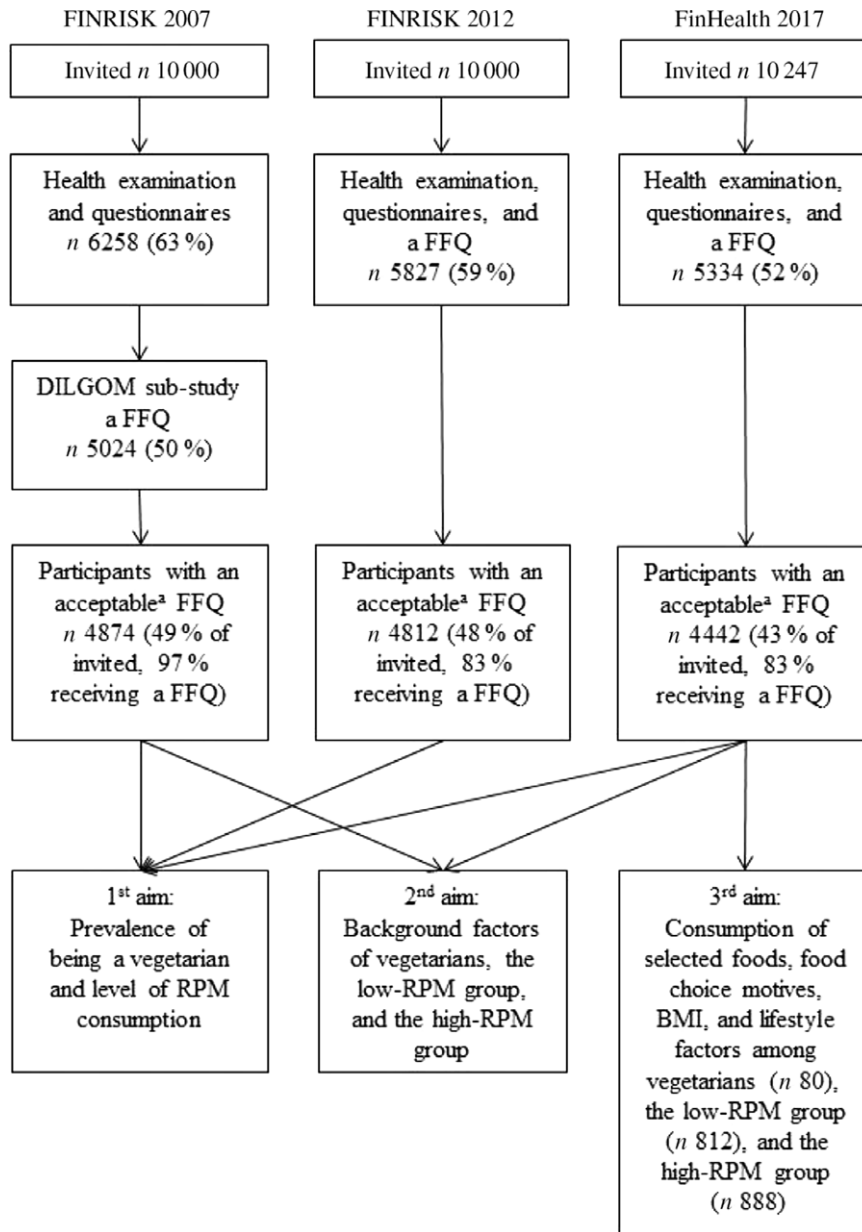 FINRISK 2007
FINRISK 2012
FinHealth 2017
Invited n 10 000
Invited n 10 000
Invited n 10 247
Health examination
and questionnaires
n 6258 (63 %)
Health examination,
questionnaires, and
a FFQ
n 5827 (59 %)
Health examination,
questionnaires, and
a FFQ
n 5334 (52 %)
DILGOM sub-study
a FFQ
n 5024 (50 %)
Participants with an
acceptableª FFQ
n 4874 (49 % of
invited, 97 %
receiving a FFQ)
Participants with an
acceptableª FFQ
n 4812 (48 % of
invited, 83 %
receiving a FFQ)
Participants with an
acceptableª FFQ
n 4442 (43 % of
invited, 83 %
receiving a FFQ)
1st aim:
Prevalence of
being a vegetarian
and level of RPM
consumption
2nd aim:
Background factors
of vegetarians, the
low-RPM group,
and the high-RPM
group
3rd aim:
Consumption of
selected foods, food
choice motives,
BMI, and lifestyle
factors among
vegetarians (n 80),
the low-RPM group
(n 812), and the
high-RPM group
(n 888)